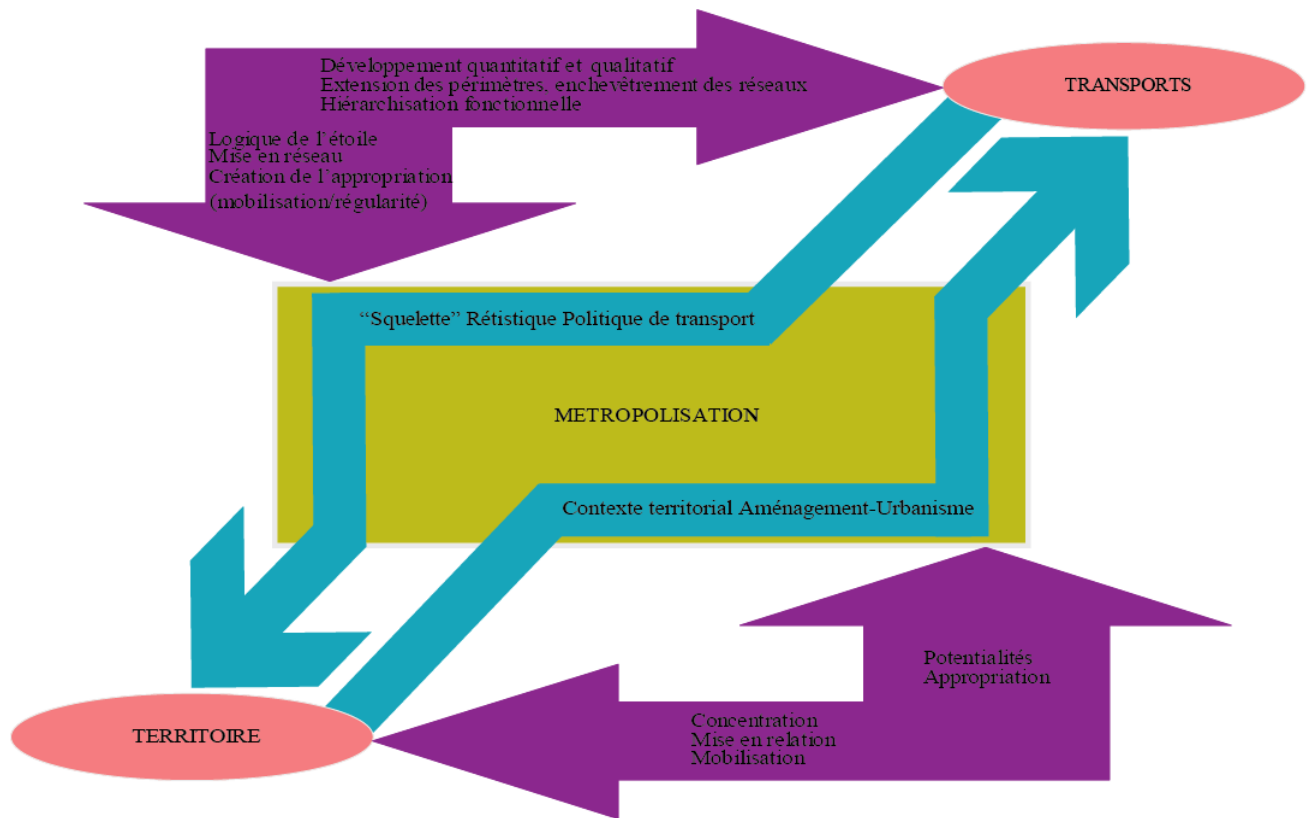 Développement quantitatif et qualitatif
Extension des périmètres, enchevêtrement des réseaux
Hiérarchisation fonctionnelle
TRANSPORTS
Logique de l’étoile
Mise en réseau
Création de l’appropriation
(mobilisation/régularité)
“Squelette” Rétistique Politique de transport
METROPOLISATION
Contexte territorial Aménagement-Urbanisme
Potentialités
Appropriation
Concentration
Mise en relation
Mobilisation
TERRITOIRE